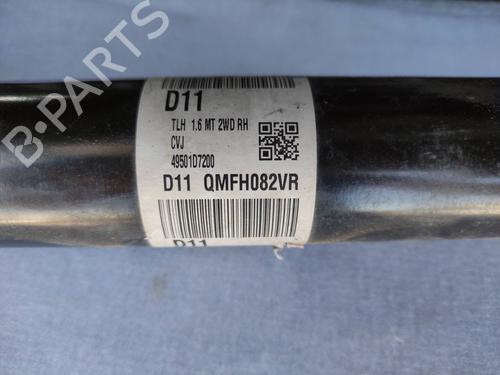 D11
TLH 1.6 MT 2WD RH
CVJ
49501D7200
D11 QMFH082VR
D11
B-PARTS